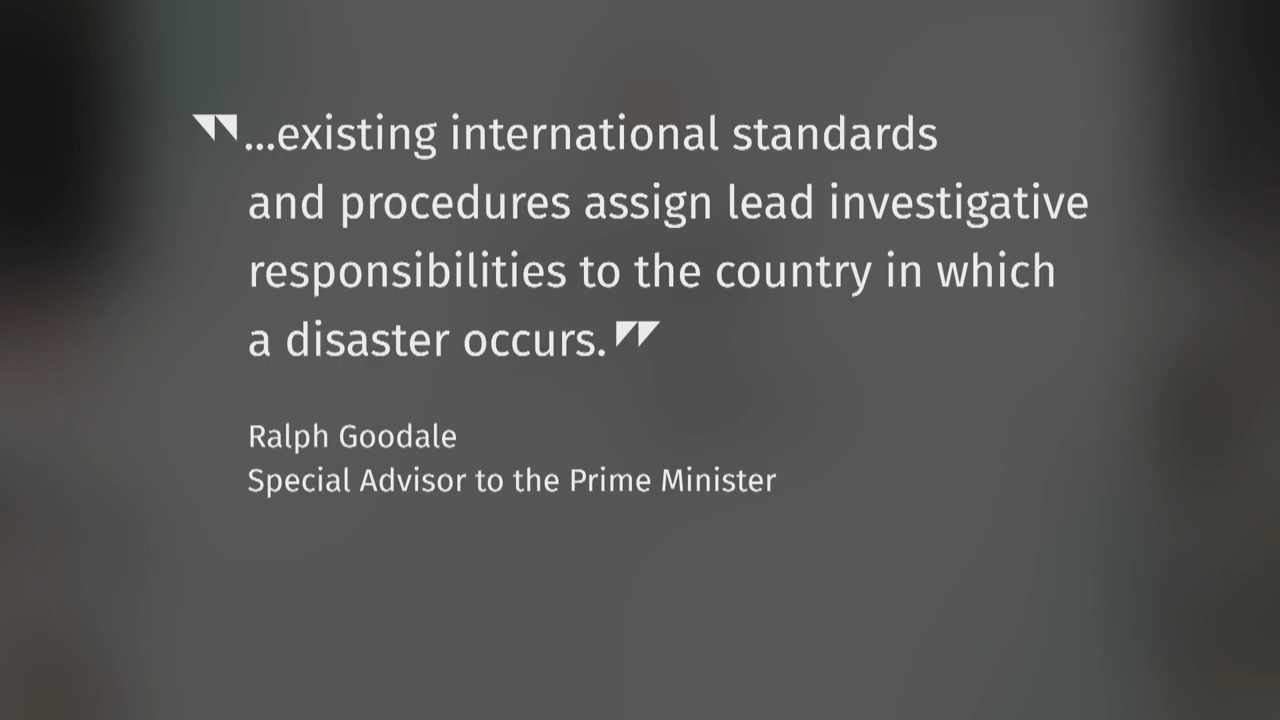 "...existing international standards
and procedures assign lead investigative
responsibilities to the country in which
a disaster occurs."
Ralph Goodale
Special Advisor to the Prime Minister